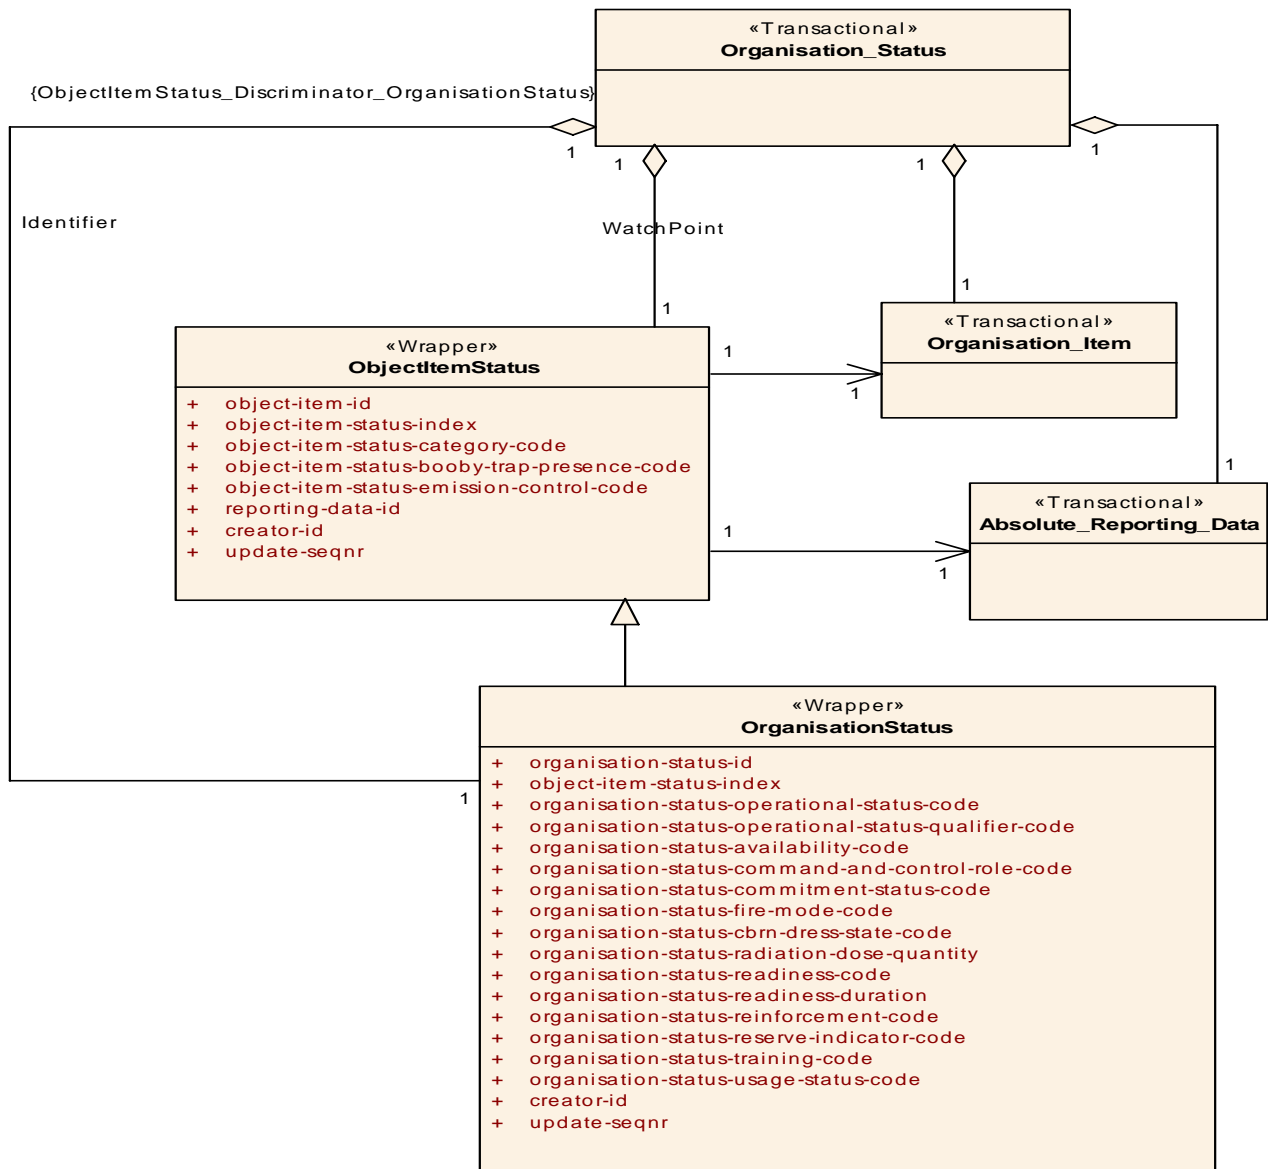 «Transactional»
Organisation_Status
{ObjectItemStatus_Discriminator_OrganisationStatus}
1
1
1
1
Identifier
WatchPoint
1
1
«Transactional»
Organisation_Item
«Wrapper»
ObjectItemStatus
1
1
+ object-item-id
+ object-item-status-index
+ object-item-status-category-code
+ object-item-status-booby-trap-presence-code
+ object-item-status-emission-control-code
+ reporting-data-id
+ creator-id
+ update-seqnr
1
«Transactional»
Absolute_Reporting_Data
1
1
«Wrapper»
OrganisationStatus
1
+ organisation-status-id
+ object-item-status-index
+ organisation-status-operational-status-code
+ organisation-status-operational-status-qualifier-code
+ organisation-status-availability-code
+ organisation-status-command-and-control-role-code
+ organisation-status-commitment-status-code
+ organisation-status-fire-mode-code
+ organisation-status-cbrn-dress-state-code
+ organisation-status-radiation-dose-quantity
+ organisation-status-readiness-code
+ organisation-status-readiness-duration
+ organisation-status-reinforcement-code
+ organisation-status-reserve-indicator-code
+ organisation-status-training-code
+ organisation-status-usage-status-code
+ creator-id
+ update-seqnr